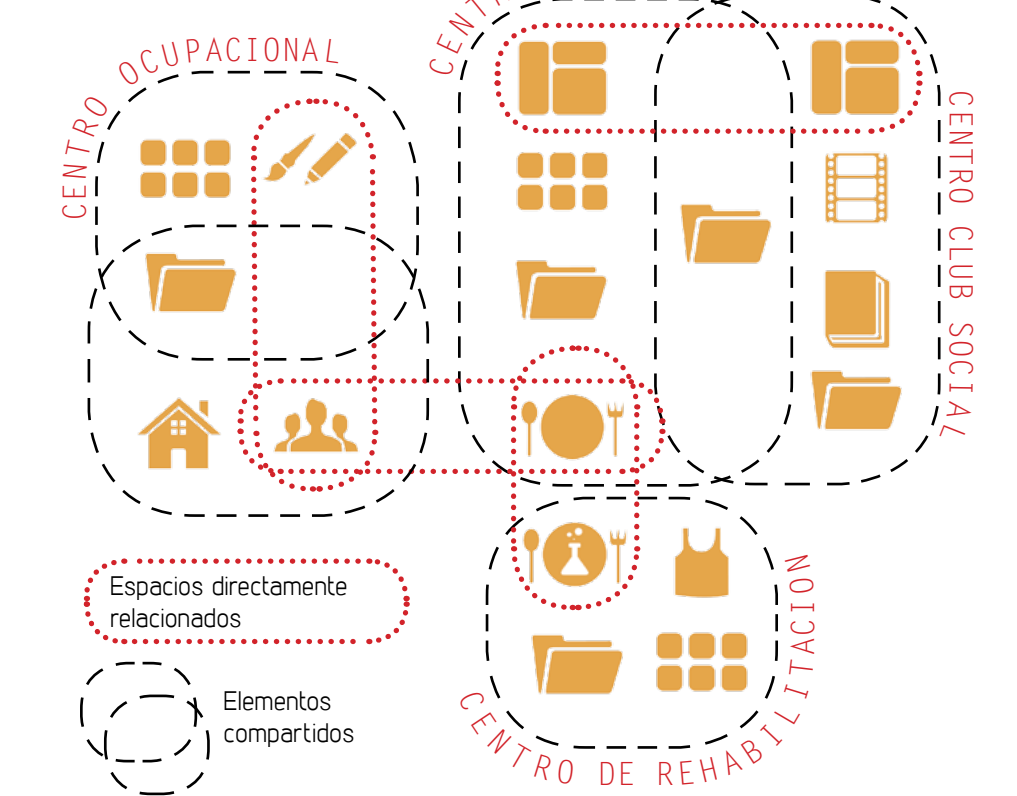 CENTRO OCUPACIONAL
CENTRO CLUB SOCIAL
Espacios directamente
relacionados
Elementos
compartidos
CENTRO DE REHABILITACION